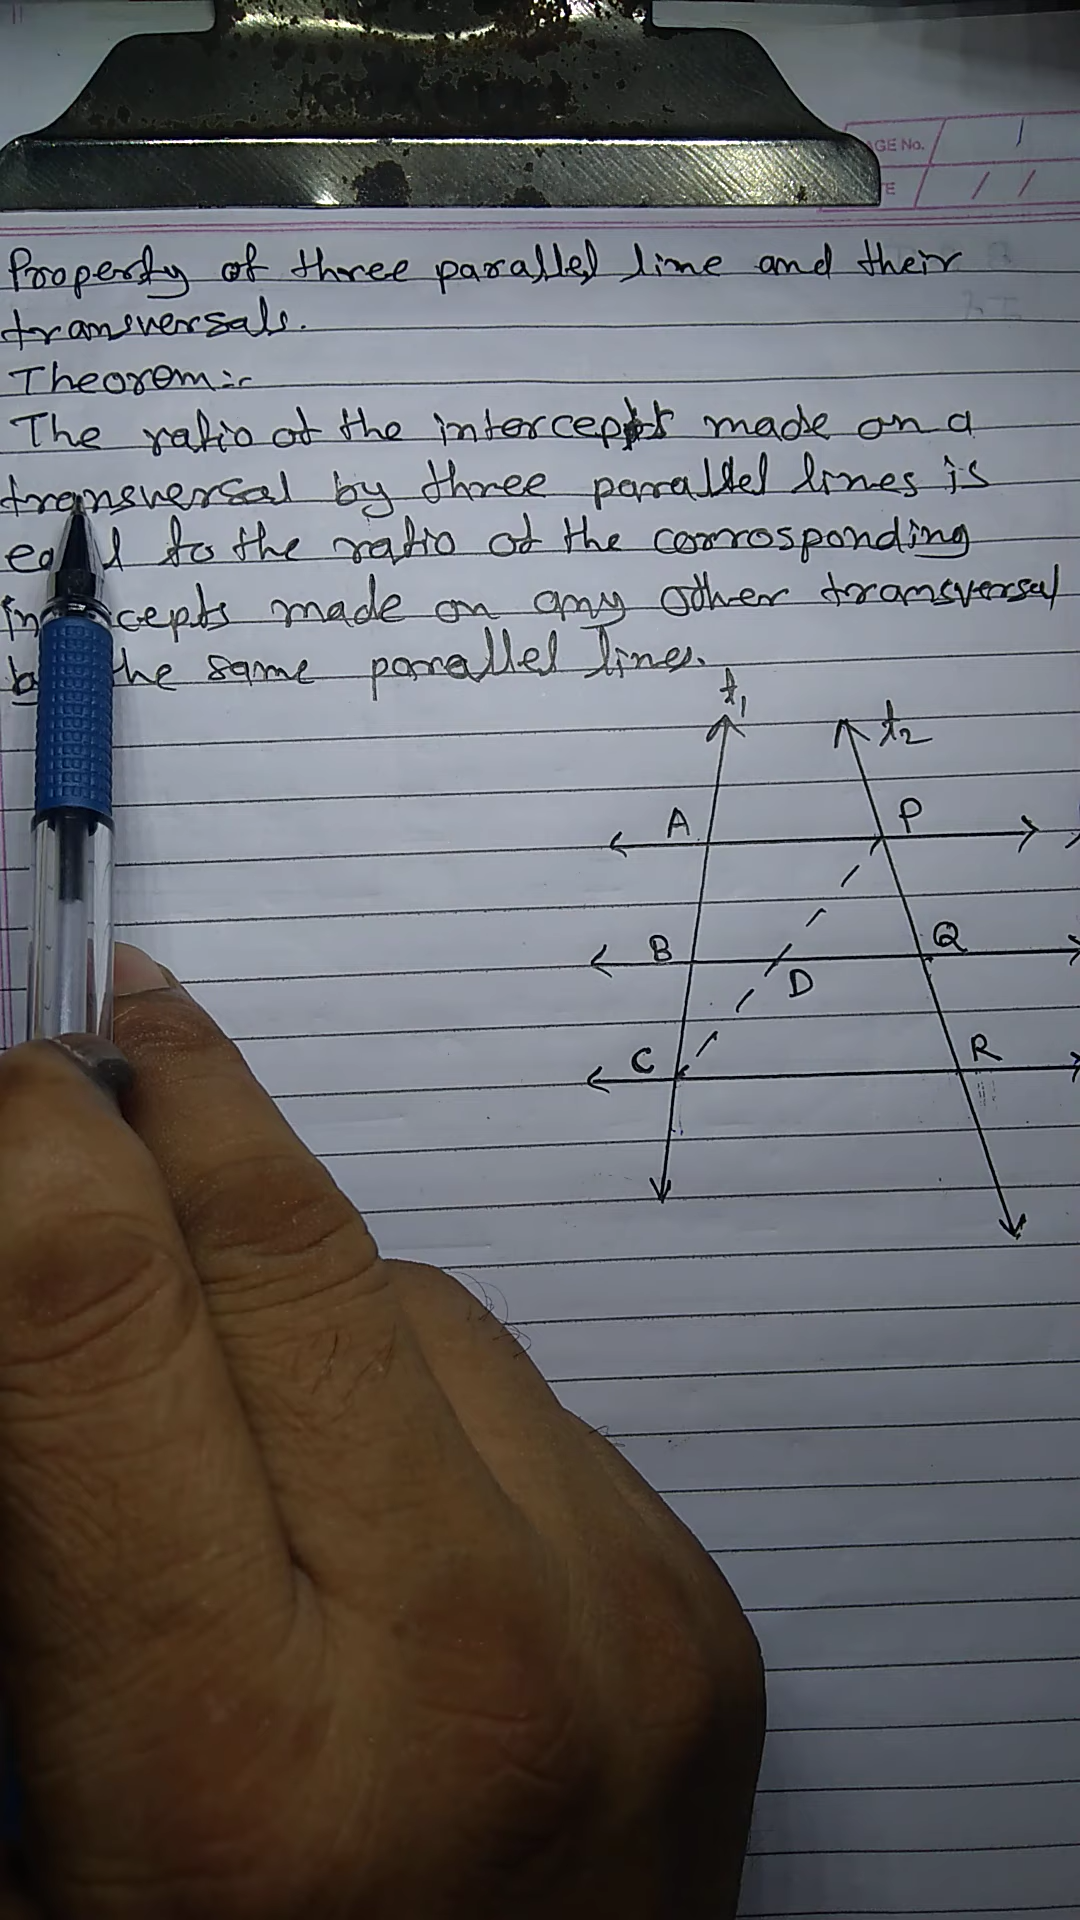 GE No.
E
Property of three parallel line and their
transversals.
Theorem:-
The ratio of the intercepts made on a
transversal by three parallel lines is
to the ratio of the corrosponding
cepts made on any other transversal
the same parallel lines.
t1
t2
A P
B Q
D
C R